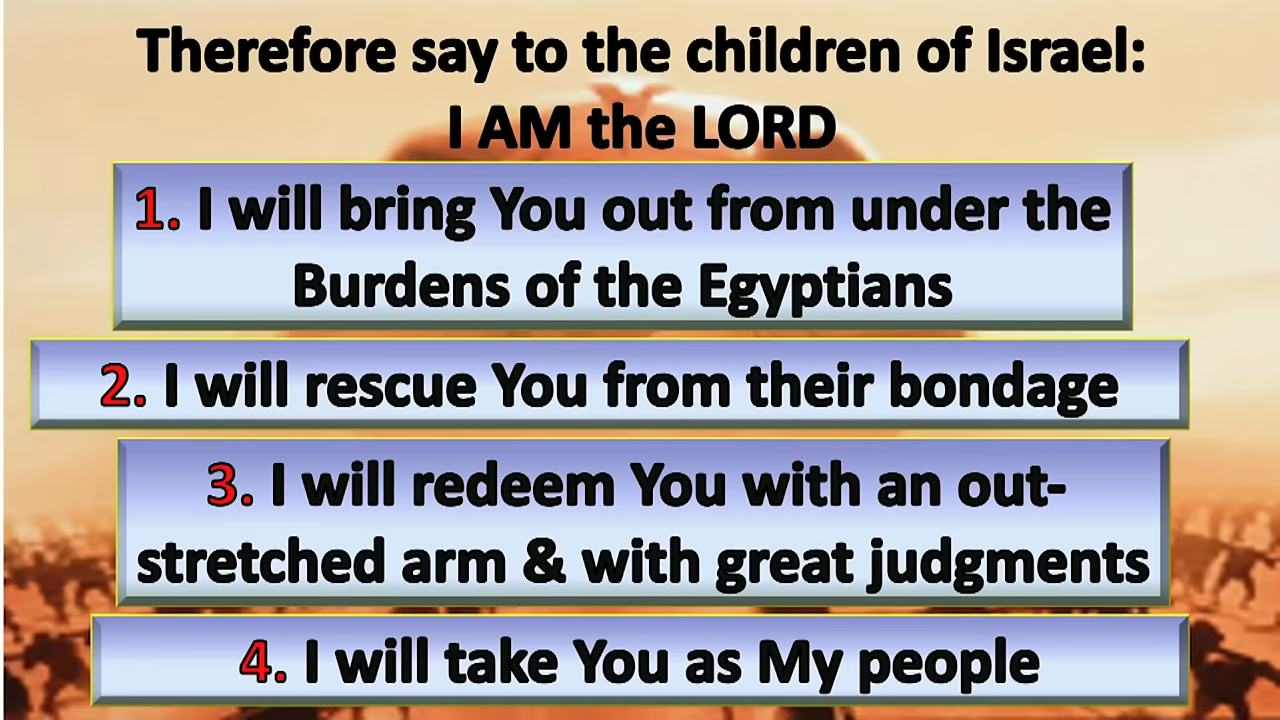 Therefore say to the children of Israel:
I AM the LORD
1. I will bring You out from under the
Burdens of the Egyptians
2. I will rescue You from their bondage
3. I will redeem You with an out-
stretched arm & with great judgments
4. I will take You as My people